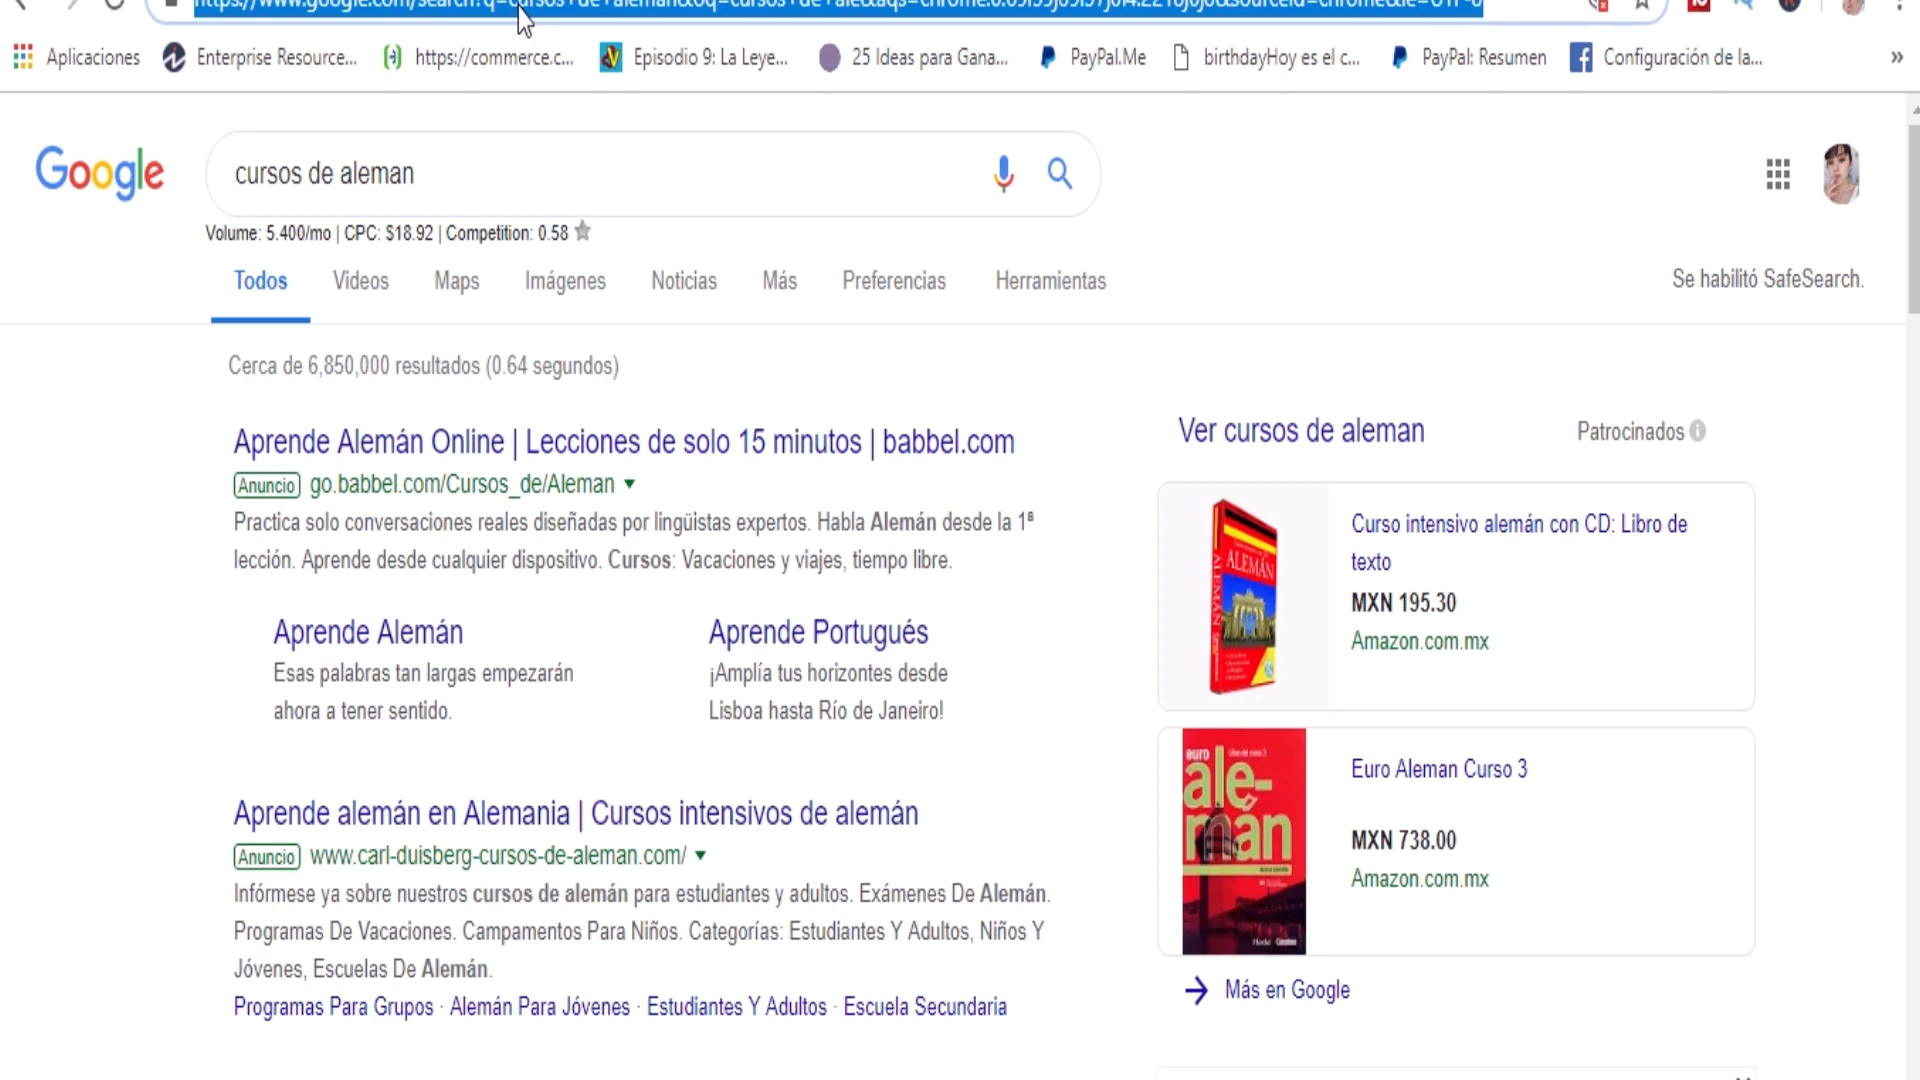 Aplicaciones
Enterprise Resource...
https://commerce.c...
Episodio 9: La Leye...
25 Ideas para Gana...
PayPal.Me
birthdayHoy es el c...
PayPal: Resumen
Configuración de la...
»
Google
cursos de aleman
Volume: 5.400/mo | CPC: $18.92 | Competition: 0.58
Todos
Videos
Maps
Imágenes
Noticias
Más
Preferencias
Herramientas
Se habilitó SafeSearch.
Cerca de 6,850,000 resultados (0.64 segundos)
Aprende Alemán Online | Lecciones de solo 15 minutos | babbel.com
Anuncio go.babbel.com/Cursos_de/Aleman
Practica solo conversaciones reales diseñadas por lingüistas expertos. Habla Alemán desde la 1ª
lección. Aprende desde cualquier dispositivo. Cursos: Vacaciones y viajes, tiempo libre.
Aprende Alemán
Esas palabras tan largas empezarán
ahora a tener sentido.
Aprende Portugués
¡Amplía tus horizontes desde
Lisboa hasta Río de Janeiro!
Aprende alemán en Alemania | Cursos intensivos de alemán
Anuncio www.carl-duisberg-cursos-de-aleman.com/
Infórmese ya sobre nuestros cursos de alemán para estudiantes y adultos. Exámenes De Alemán.
Programas De Vacaciones. Campamentos Para Niños. Categorías: Estudiantes Y Adultos, Niños Y
Jóvenes, Escuelas De Alemán.
Programas Para Grupos · Alemán Para Jóvenes · Estudiantes Y Adultos · Escuela Secundaria
Ver cursos de aleman
Patrocinados
ALEMÁN
ALEMÁN
Curso intensivo alemán con CD: Libro de
texto
MXN 195.30
Amazon.com.mx
euro
ale-
mán
Euro Aleman Curso 3
MXN 738.00
Amazon.com.mx
Más en Google